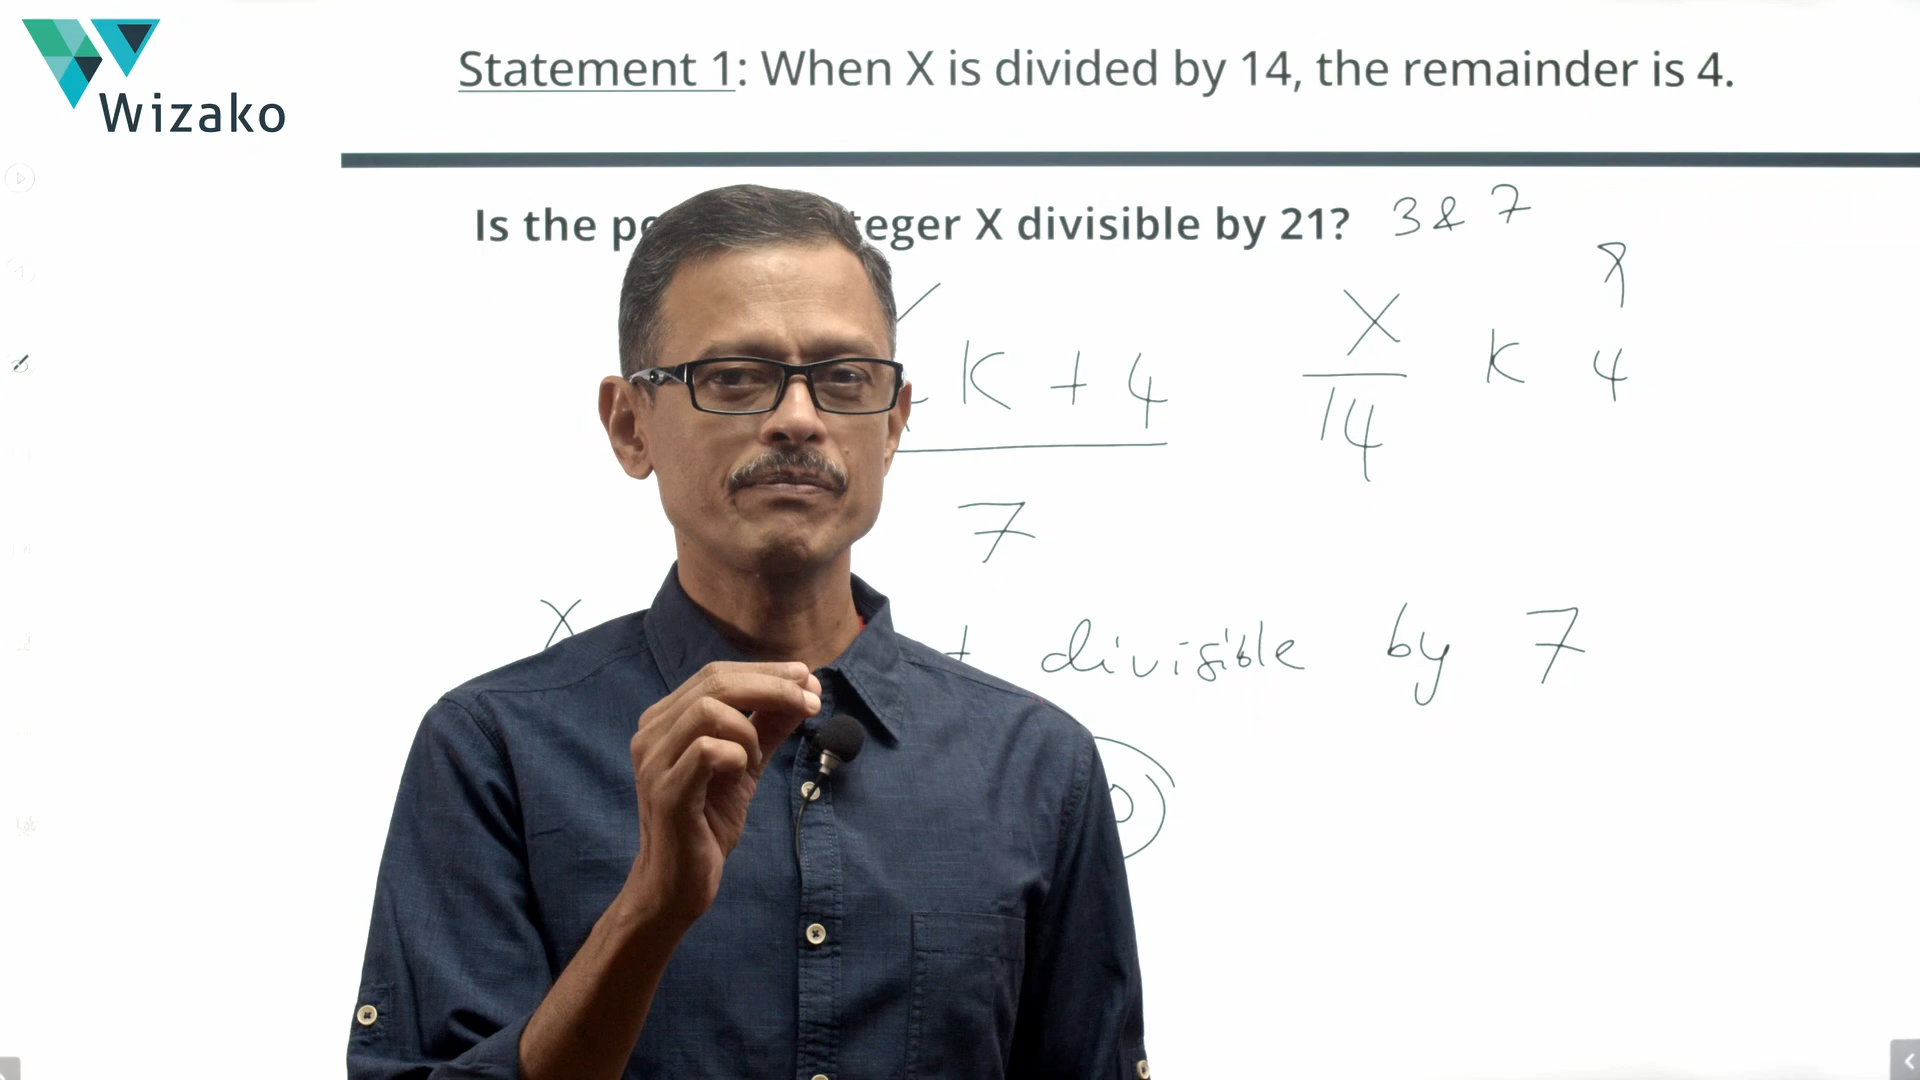 Wizako
Statement 1: When X is divided by 14, the remainder is 4.
Is the teger X divisible by 21? 3 & 7
K + 4
7
X
14
K 4
X divisible by 7